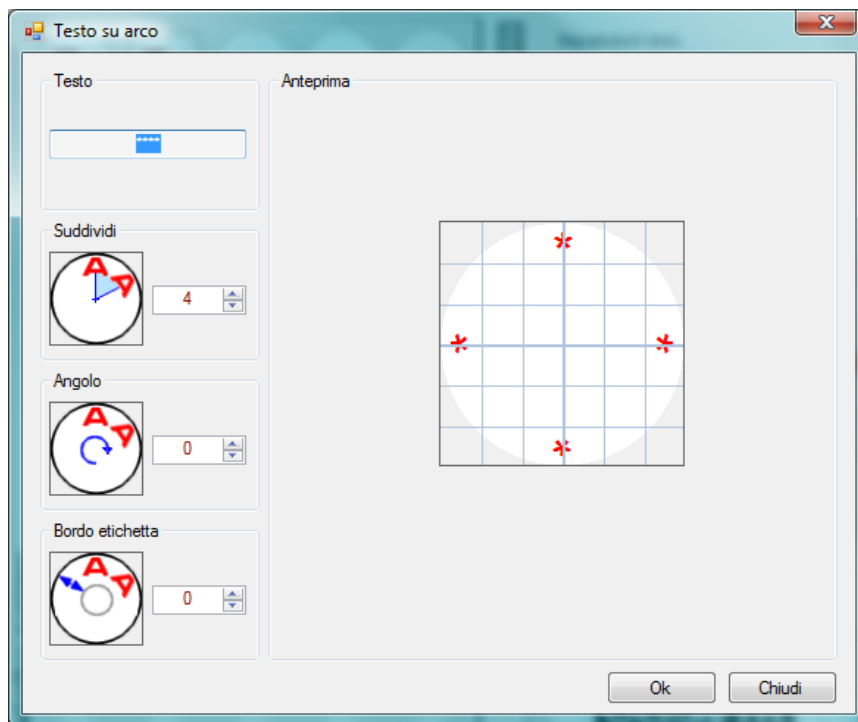 Testo su arco
Testo
****
Suddividi
4
Angolo
0
Bordo etichetta
0
Anteprima
* * * *
Ok
Chiudi